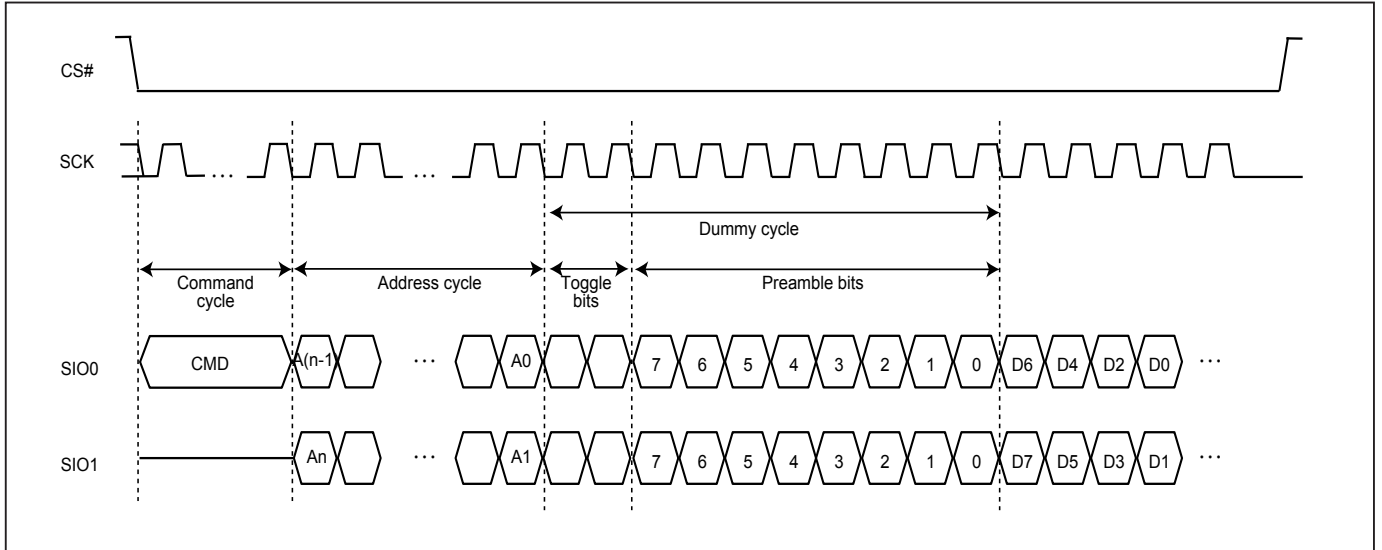 CS#
SCK
...
...
Dummy cycle
Command
cycle
Address cycle
Toggle
bits
Preamble bits
SIO0
CMD
A(n-1)
...
A0
7
6
5
4
3
2
1
0
D6
D4
D2
D0
...
SIO1
An
...
A1
7
6
5
4
3
2
1
0
D7
D5
D3
D1
...